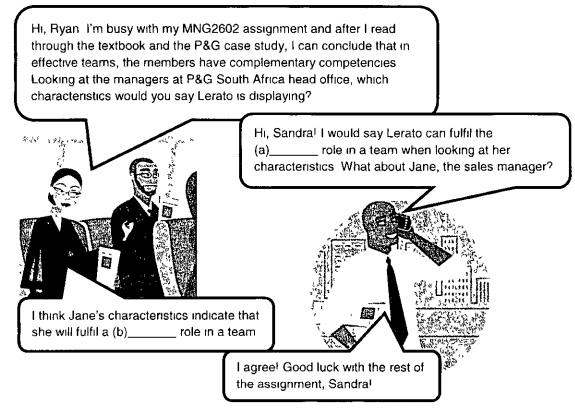 Hi, Ryan I'm busy with my MNG2602 assignment and after I read
through the textbook and the P&G case study, I can conclude that in
effective teams, the members have complementary competencies
Looking at the managers at P&G South Africa head office, which
characteristics would you say Lerato is displaying?
Hi, Sandra! I would say Lerato can fulfil the
(a)_______ role in a team when looking at her
characteristics What about Jane, the sales manager?
I think Jane's characteristics indicate that
she will fulfil a (b)________ role in a team
I agree! Good luck with the rest of
the assignment, Sandra!